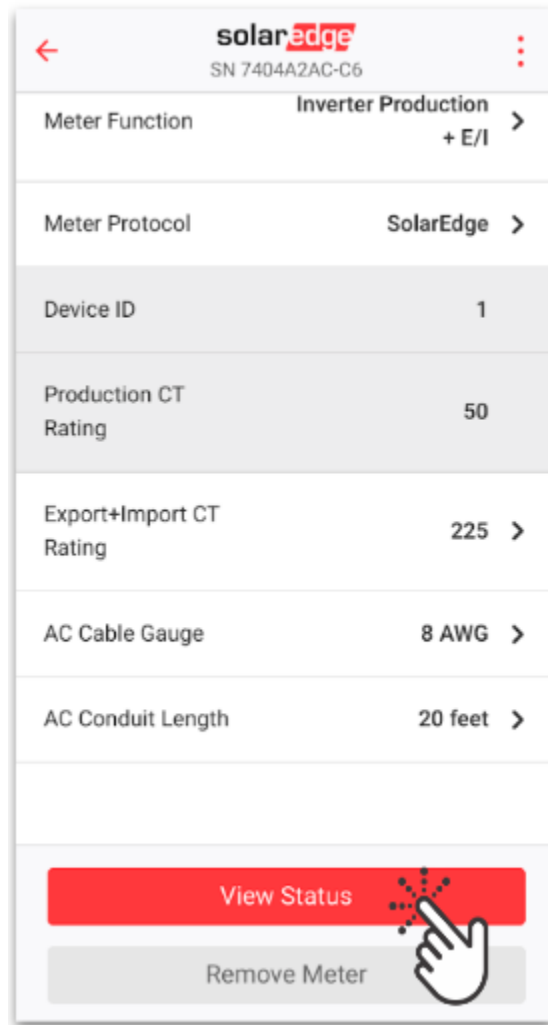 solaredge
SN 7404A2AC-C6
Meter Function Inverter Production
+ E/I
Meter Protocol SolarEdge
Device ID 1
Production CT
Rating 50
Export+Import CT
Rating 225
AC Cable Gauge 8 AWG
AC Conduit Length 20 feet
View Status
Remove Meter